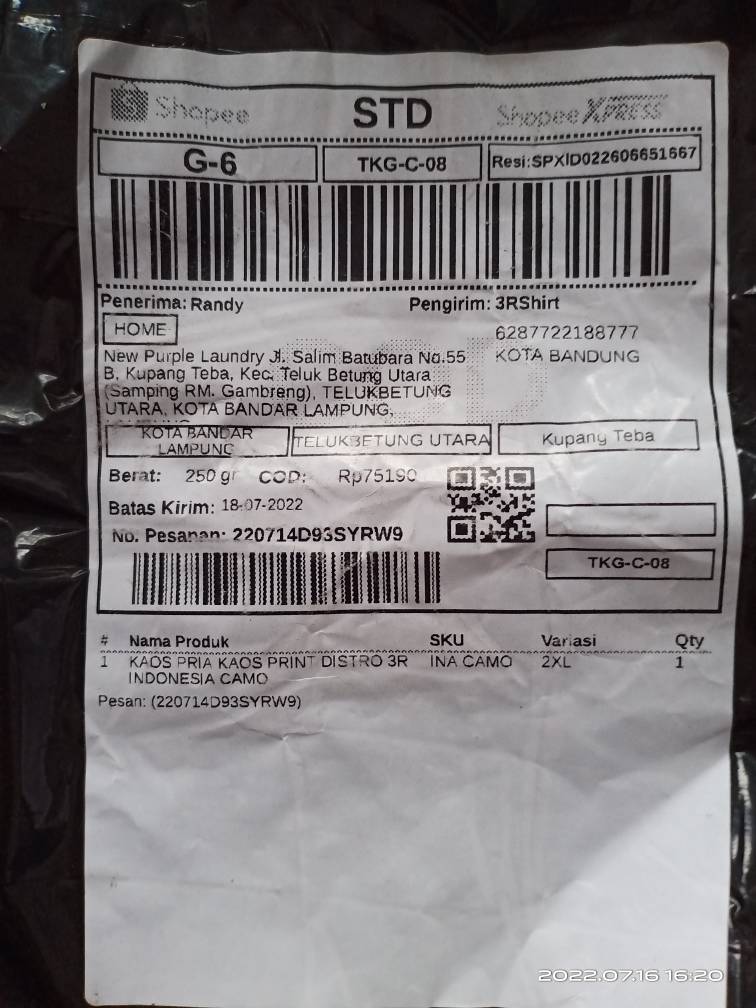 Shopee STD Shopee XPRESS
G-6 TKG-C-08 Resi:SPXID022606651667
Penerima: Randy Pengirim: 3RShirt
HOME 6287722188777
New Purple Laundry Jl. Salim Batubara No.55 KOTA BANDUNG
B, Kupang Teba, Kec. Teluk Betung Utara
(Samping RM. Gambreng), TELUKBETUNG
UTARA, KOTA BANDAR LAMPUNG,
KOTA BANDAR TELUKBETUNG UTARA Kupang Teba
LAMPUNG
Berat: 250 gr COD: Rp75190
Batas Kirim: 18-07-2022
No. Pesanan: 220714D93SYRW9
TKG-C-08
# Nama Produk SKU Variasi Qty
1 KAOS PRIA KAOS PRINT DISTRO 3R INA CAMO 2XL 1
INDONESIA CAMO
Pesan: (220714D93SYRW9)
2022.07.16 16:20